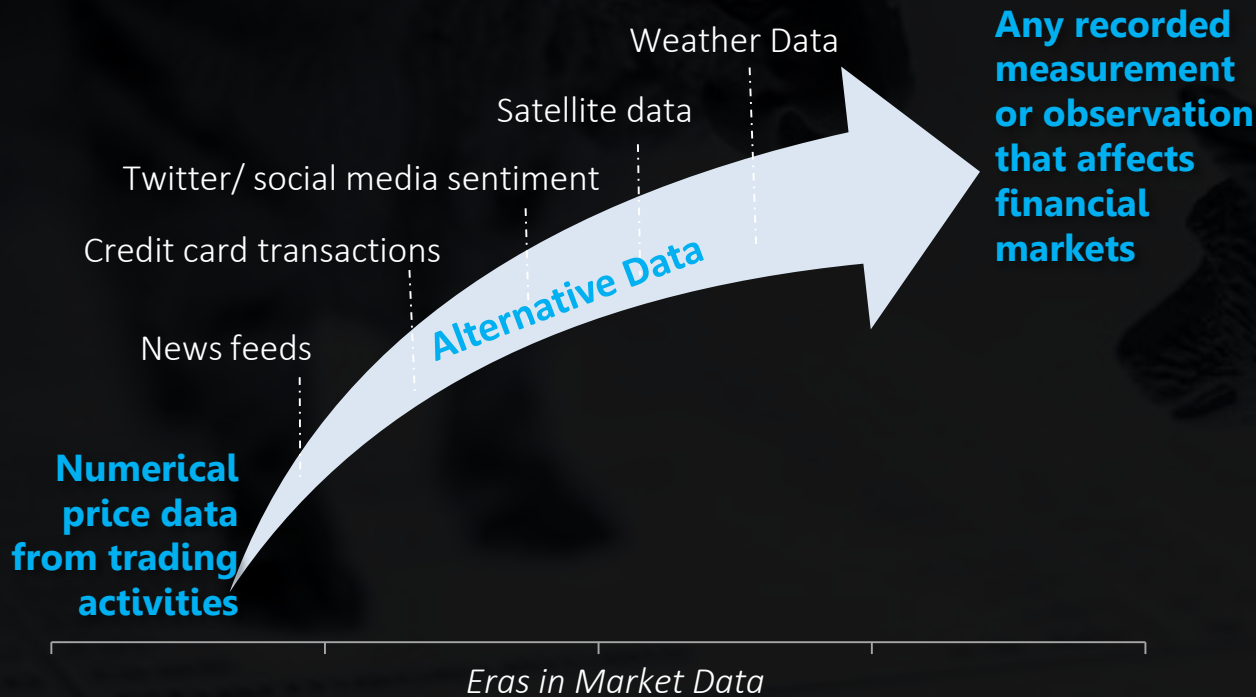 Weather Data
Any recorded
measurement
or observation
that affects
financial
markets
Satellite data
Twitter/ social media sentiment
Credit card transactions
Alternative Data
News feeds
Numerical
price data
from trading
activities
Eras in Market Data